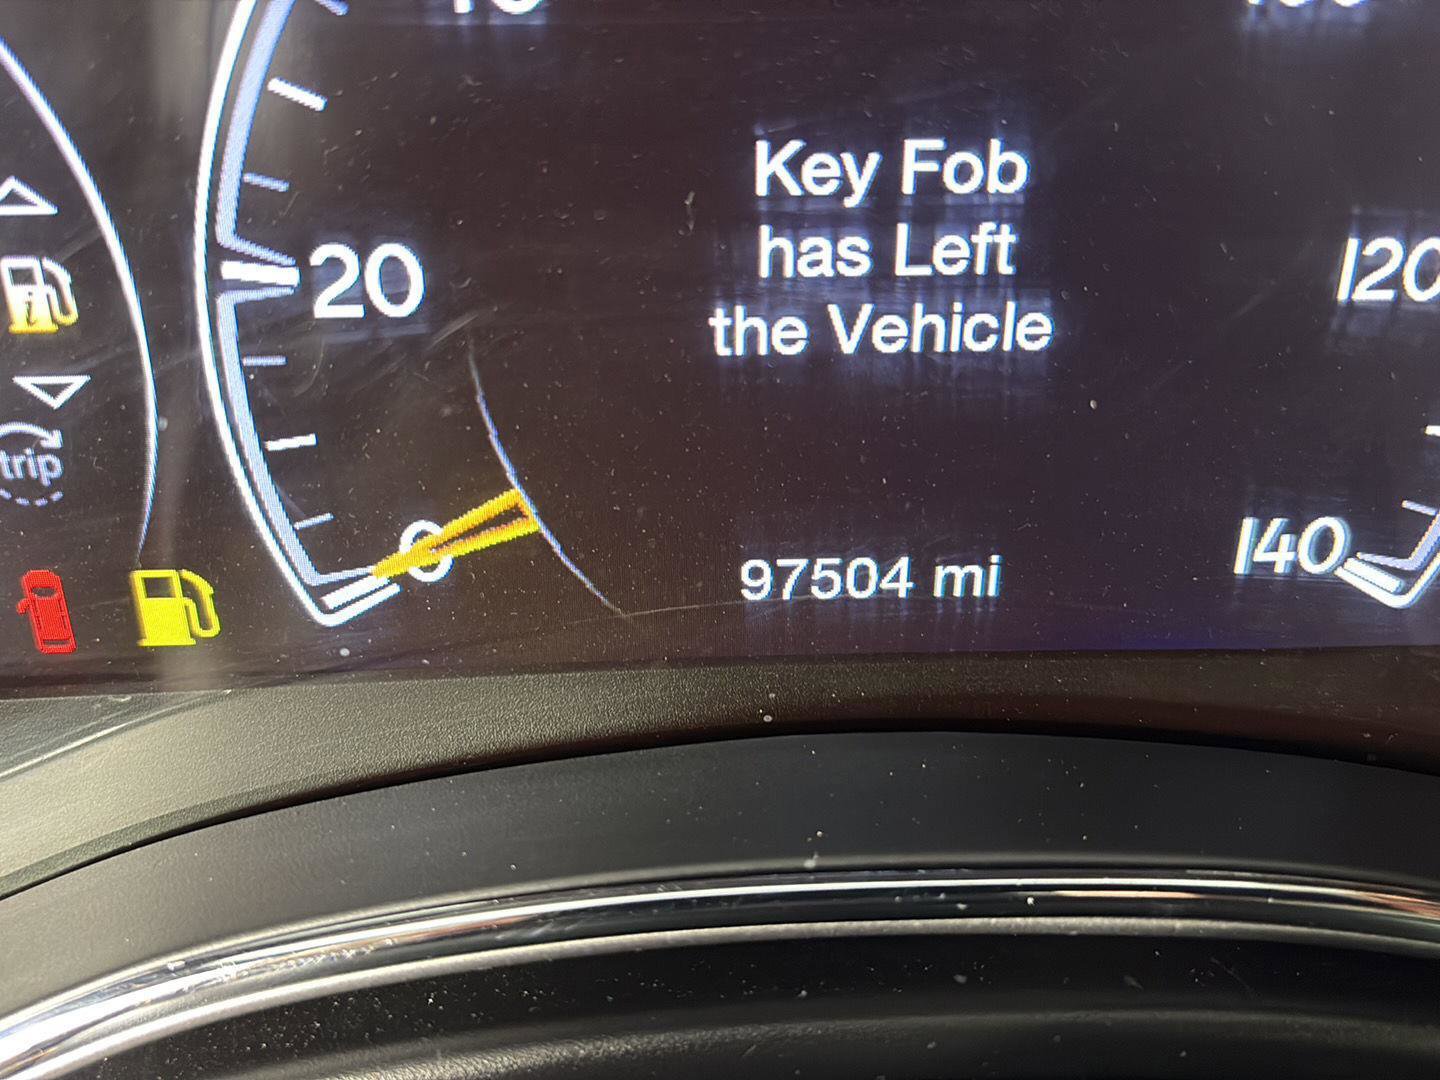 Key Fob
has Left
the Vehicle
20
120
trip
0
140
97504 mi